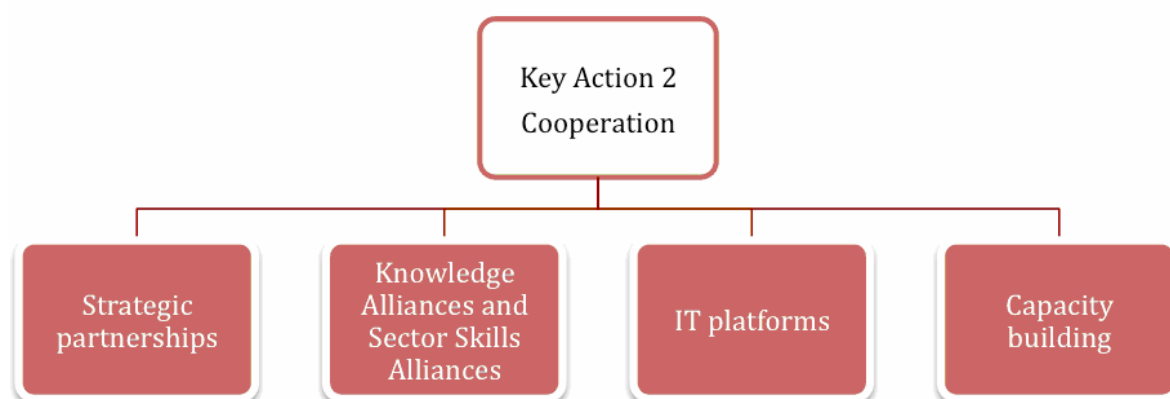 Key Action 2
Cooperation
Strategic
partnerships
Knowledge
Alliances and
Sector Skills
Alliances
IT platforms
Capacity
building